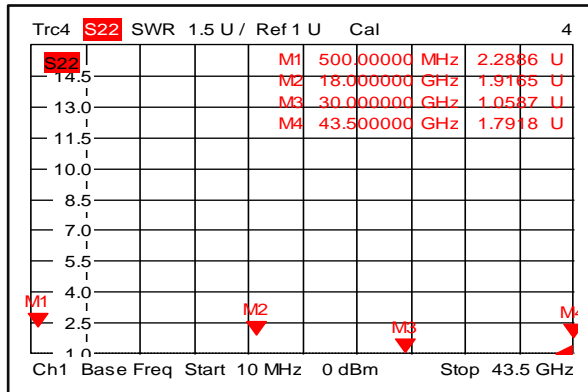 Trc4 S22 SWR 1.5 U / Ref 1 U Cal 4
S22
M1 500.00000 MHz 2.2886 U
M2 18.000000 GHz 1.9165 U
M3 30.000000 GHz 1.0587 U
M4 43.500000 GHz 1.7918 U
14.5
13.0
11.5
10.0
8.5
7.0
5.5
4.0
2.5
1.0
M1
M2
M3
M4
Ch1 Base Freq Start 10 MHz 0 dBm Stop 43.5 GHz